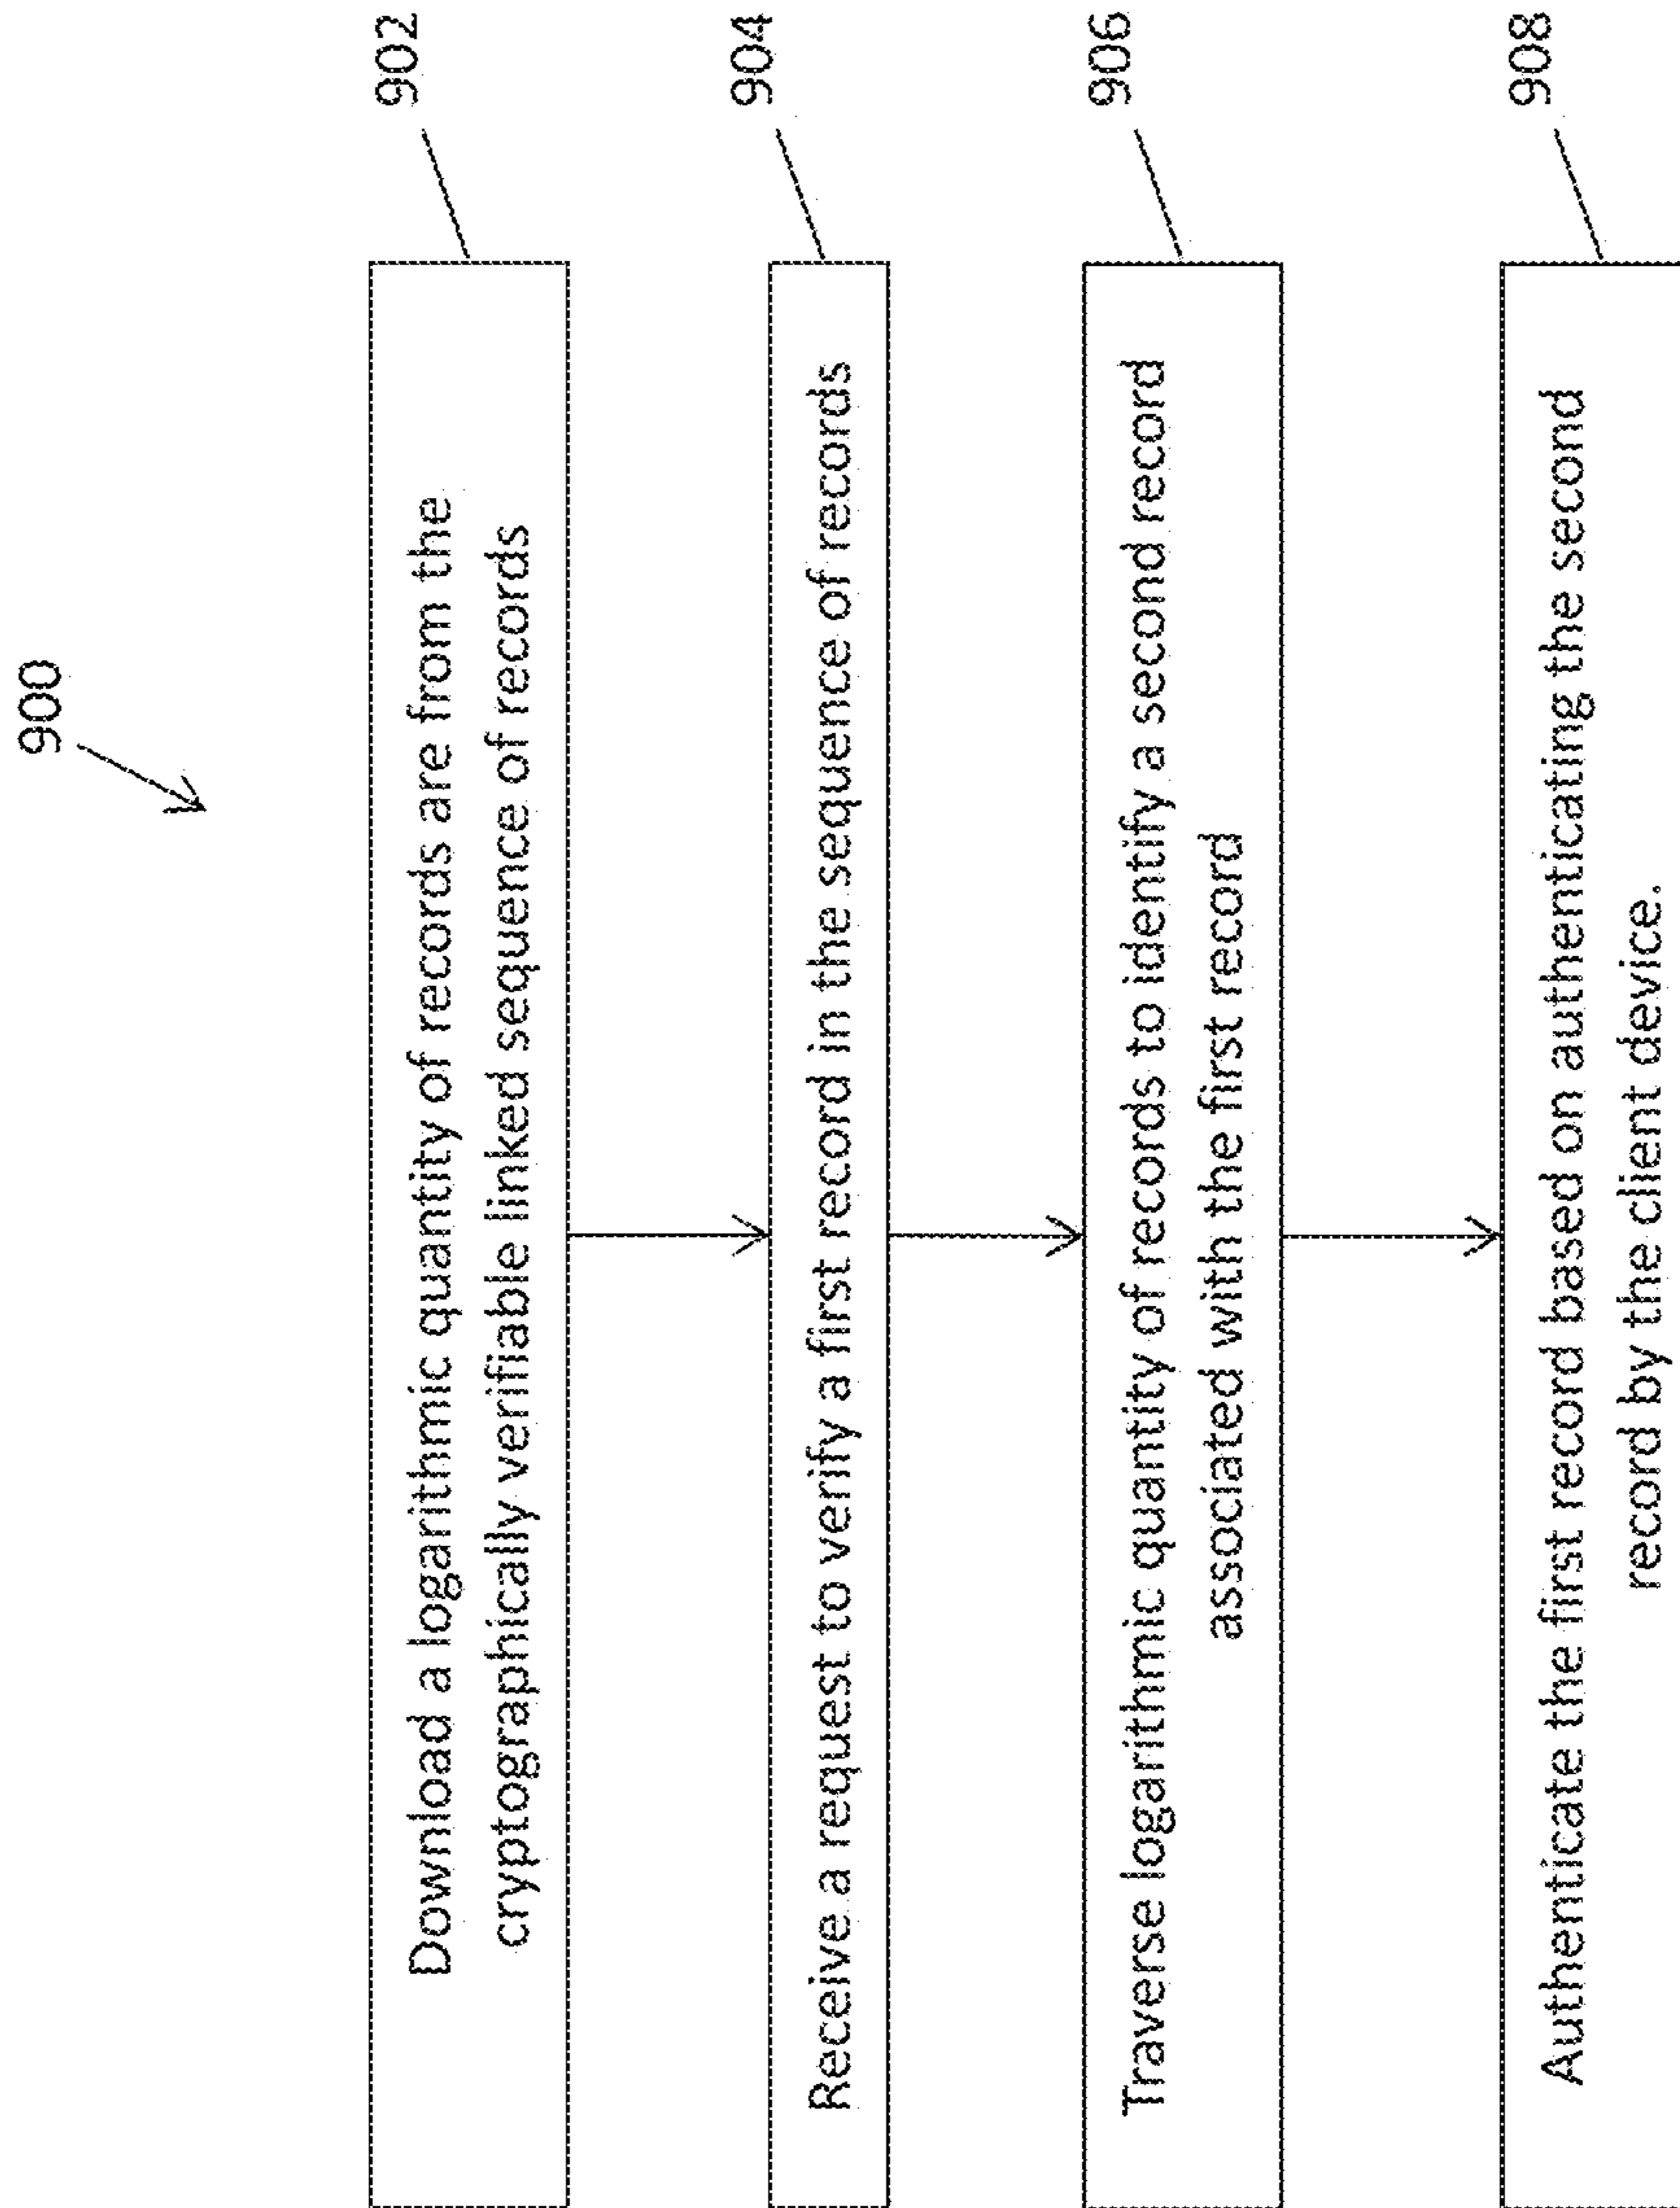 900
Download a logarithmic quantity of records are from the
cryptographically verifiable linked sequence of records
902
Receive a request to verify a first record in the sequence of records
904
Traverse logarithmic quantity of records to identify a second record
associated with the first record
906
Authenticate the first record based on authenticating the second
record by the client device.
908